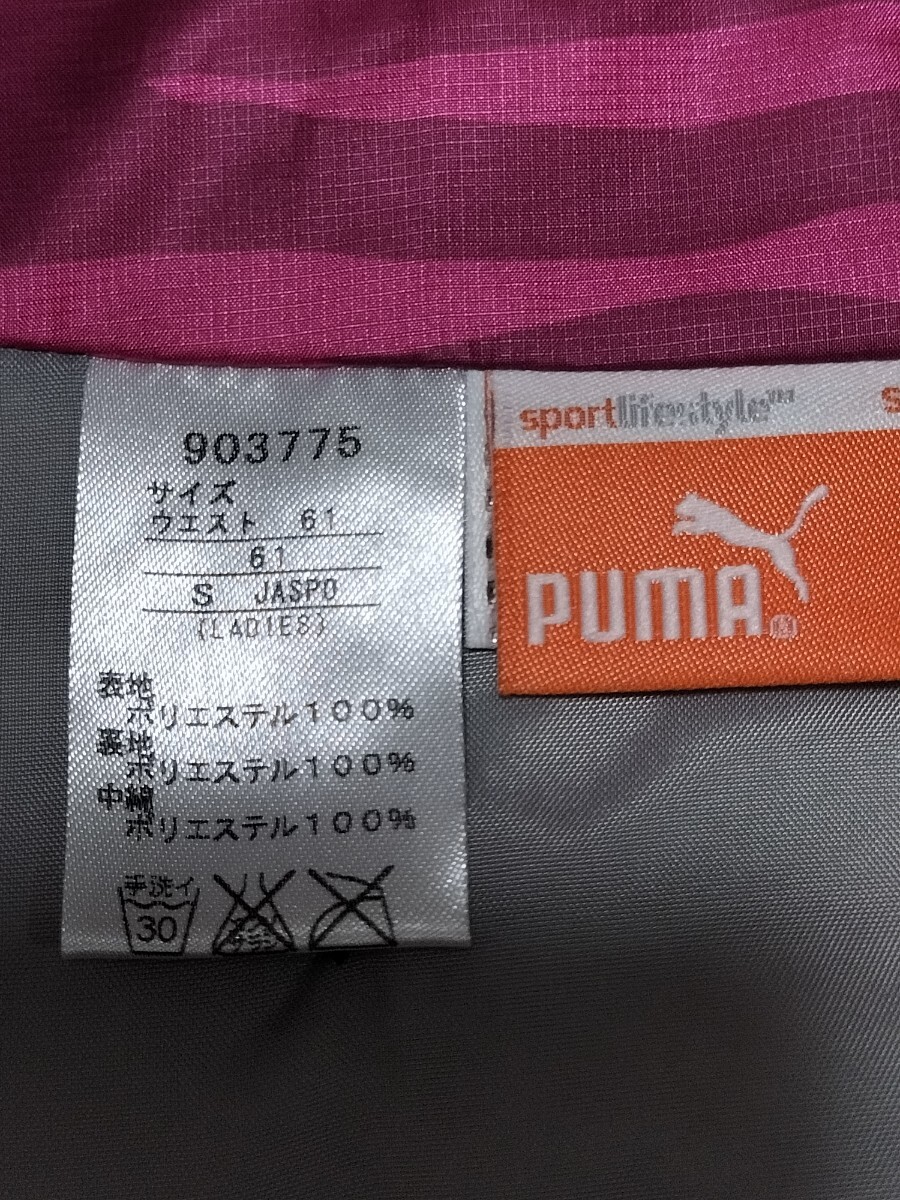 903775
サイズ
ウエスト 61
61
S JASPO
(LADIES)
表地
ポリエステル100%
裏地
ポリエステル100%
中綿
ポリエステル100%
手洗イ
30
sportlifestyle™
PUMA®